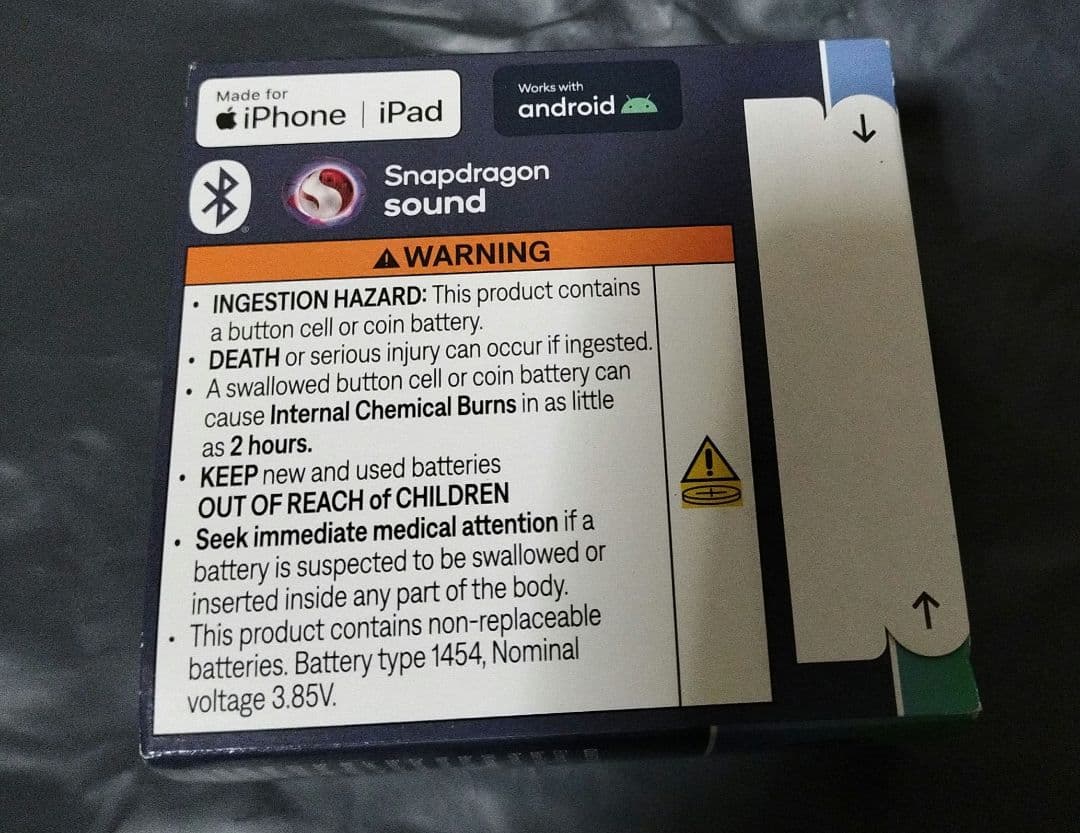 Made for
iPhone | iPad
Works with
android
Snapdragon
sound
WARNING
• INGESTION HAZARD: This product contains
a button cell or coin battery.
• DEATH or serious injury can occur if ingested.
• A swallowed button cell or coin battery can
cause Internal Chemical Burns in as little
as 2 hours.
• KEEP new and used batteries
OUT OF REACH of CHILDREN
• Seek immediate medical attention if a
battery is suspected to be swallowed or
inserted inside any part of the body.
• This product contains non-replaceable
batteries. Battery type 1454, Nominal
voltage 3.85V.